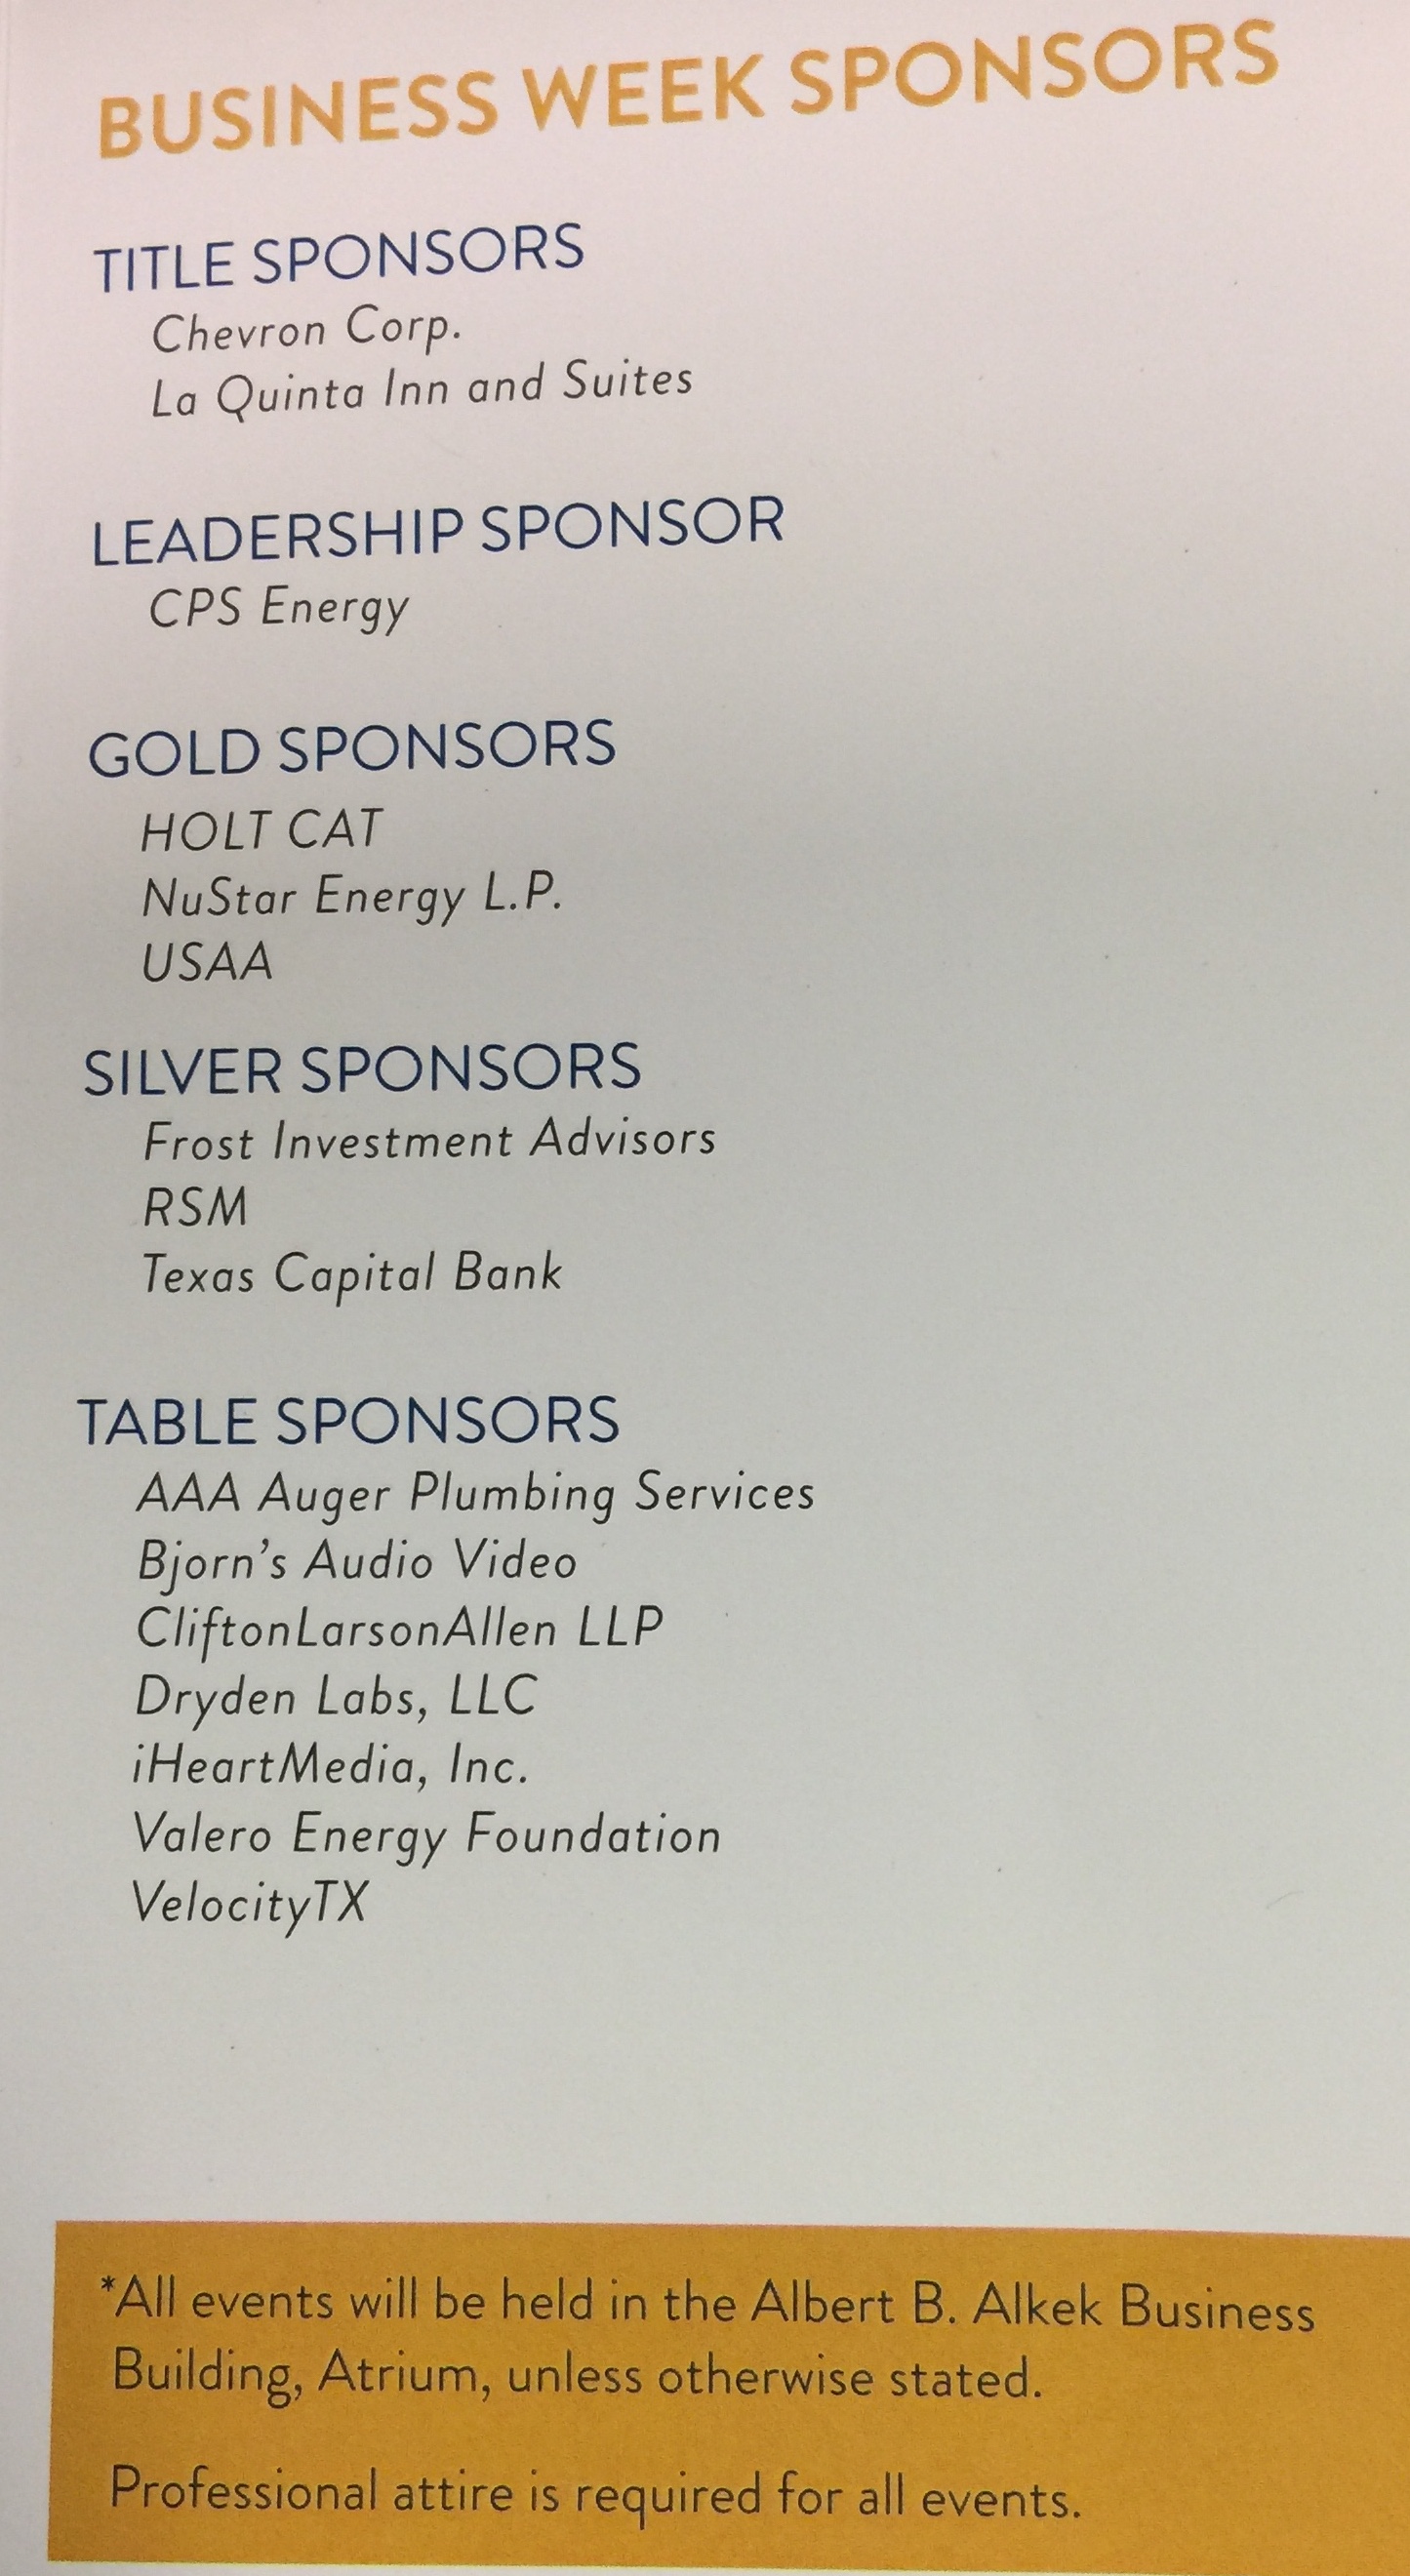 BUSINESS WEEK SPONSORS
TITLE SPONSORS
Chevron Corp.
La Quinta Inn and Suites
LEADERSHIP SPONSOR
CPS Energy
GOLD SPONSORS
HOLT CAT
NuStar Energy L.P.
USAA
SILVER SPONSORS
Frost Investment Advisors
RSM
Texas Capital Bank
TABLE SPONSORS
AAA Auger Plumbing Services
Bjorn's Audio Video
CliftonLarsonAllen LLP
Dryden Labs, LLC
iHeartMedia, Inc.
Valero Energy Foundation
VelocityTX
*All events will be held in the Albert B. Alkek Business
Building, Atrium, unless otherwise stated.
Professional attire is required for all events.